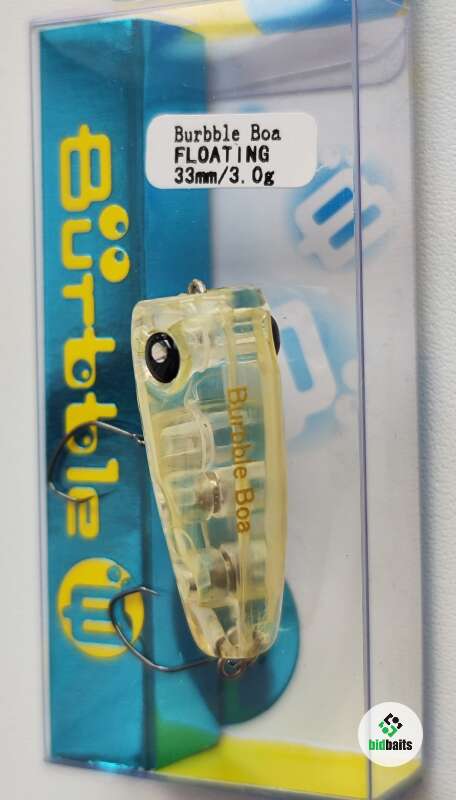 Burbble Boa
FLOATING
33mm/3.0g
Burbble
Burbble Boa
bidbaits